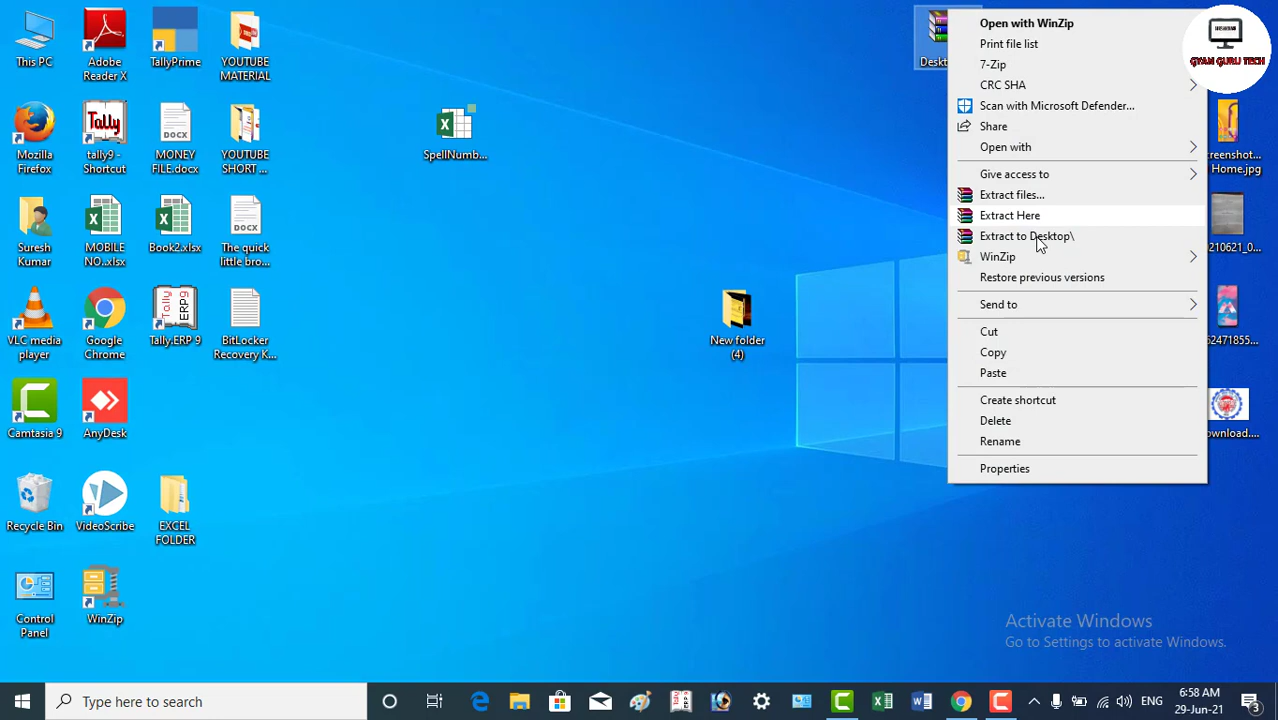 This PC
Adobe
Reader X
TallyPrime
YOUTUBE
MATERIAL
Mozilla
Firefox
Tally
tally9 -
Shortcut
DOCX
MONEY
FILE.docx
YOUTUBE
SHORT ...
SpellNumb...
Suresh
Kumar
MOBILE
NO..xlsx
Book2.xlsx
The quick
little bro...
VLC media
player
Google
Chrome
Tally ERP9
Tally.ERP 9
BitLocker
Recovery K...
New folder
(4)
Camtasia 9
AnyDesk
Recycle Bin
VideoScribe
EXCEL
FOLDER
Control
Panel
WinZip
Open with WinZip
Print file list
7-Zip
CRC SHA
Scan with Microsoft Defender...
Share
Open with
Give access to
Extract files...
Extract Here
Extract to Desktop\
WinZip
Restore previous versions
Send to
Cut
Copy
Paste
Create shortcut
Delete
Rename
Properties
GYAN GURU TECH
Home.jpg
Activate Windows
Go to Settings to activate Windows.
Type here to search
ENG
6:58 AM
29-Jun-21
3